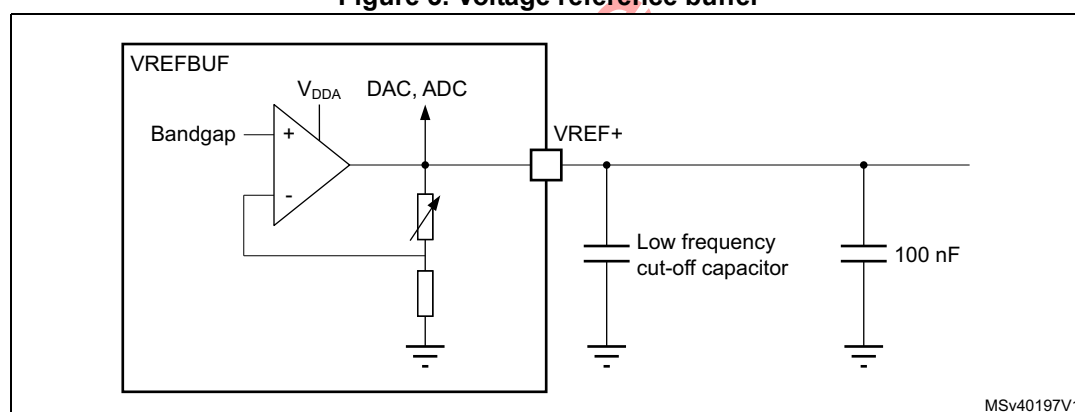 Figure 6. Voltage reference buffer
VREFBUF
VDDA
DAC, ADC
Bandgap
+
VREF+
-
Low frequency
cut-off capacitor
100 nF
MSv40197V1